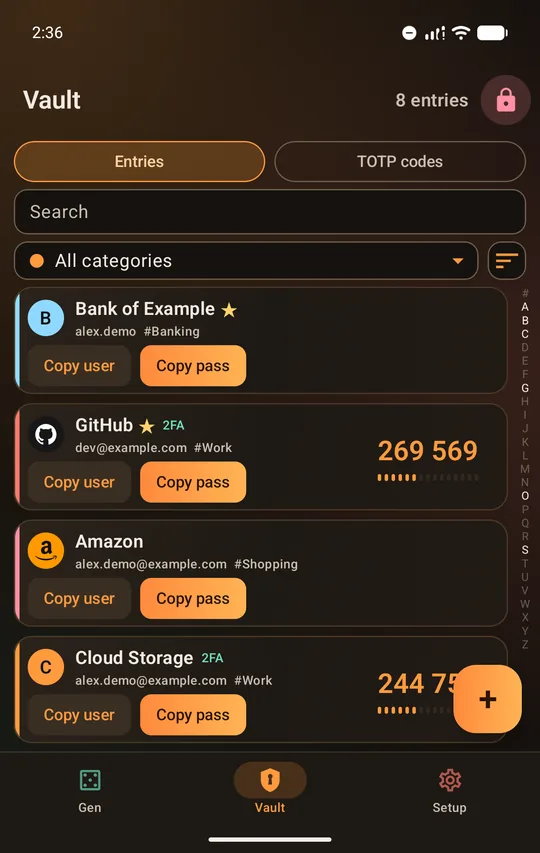 2:36
Vault
8 entries
Entries
TOTP codes
Search
All categories
Bank of Example
alex.demo #Banking
Copy user
Copy pass
GitHub 2FA
dev@example.com #Work
269 569
Copy user
Copy pass
Amazon
alex.demo@example.com #Shopping
Copy user
Copy pass
Cloud Storage 2FA
alex.demo@example.com #Work
244 75
Copy user
Copy pass
B
a
C
+
#
A
B
C
D
E
F
G
H
I
J
K
L
M
N
O
P
Q
R
S
T
U
V
W
X
Y
Z
Gen
Vault
Setup